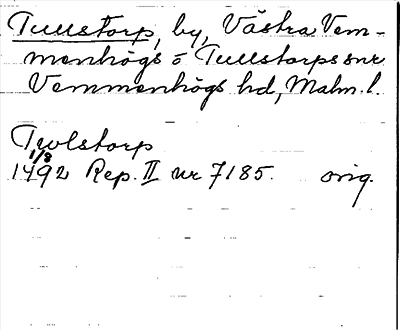 Tullstorp, by, Västra Vem-
menhögs o Tullstorps snr
Vemmenhögs hd, Malm. l.
Twlstorp
1/8
1492 Rep. II nr 7185. orig.